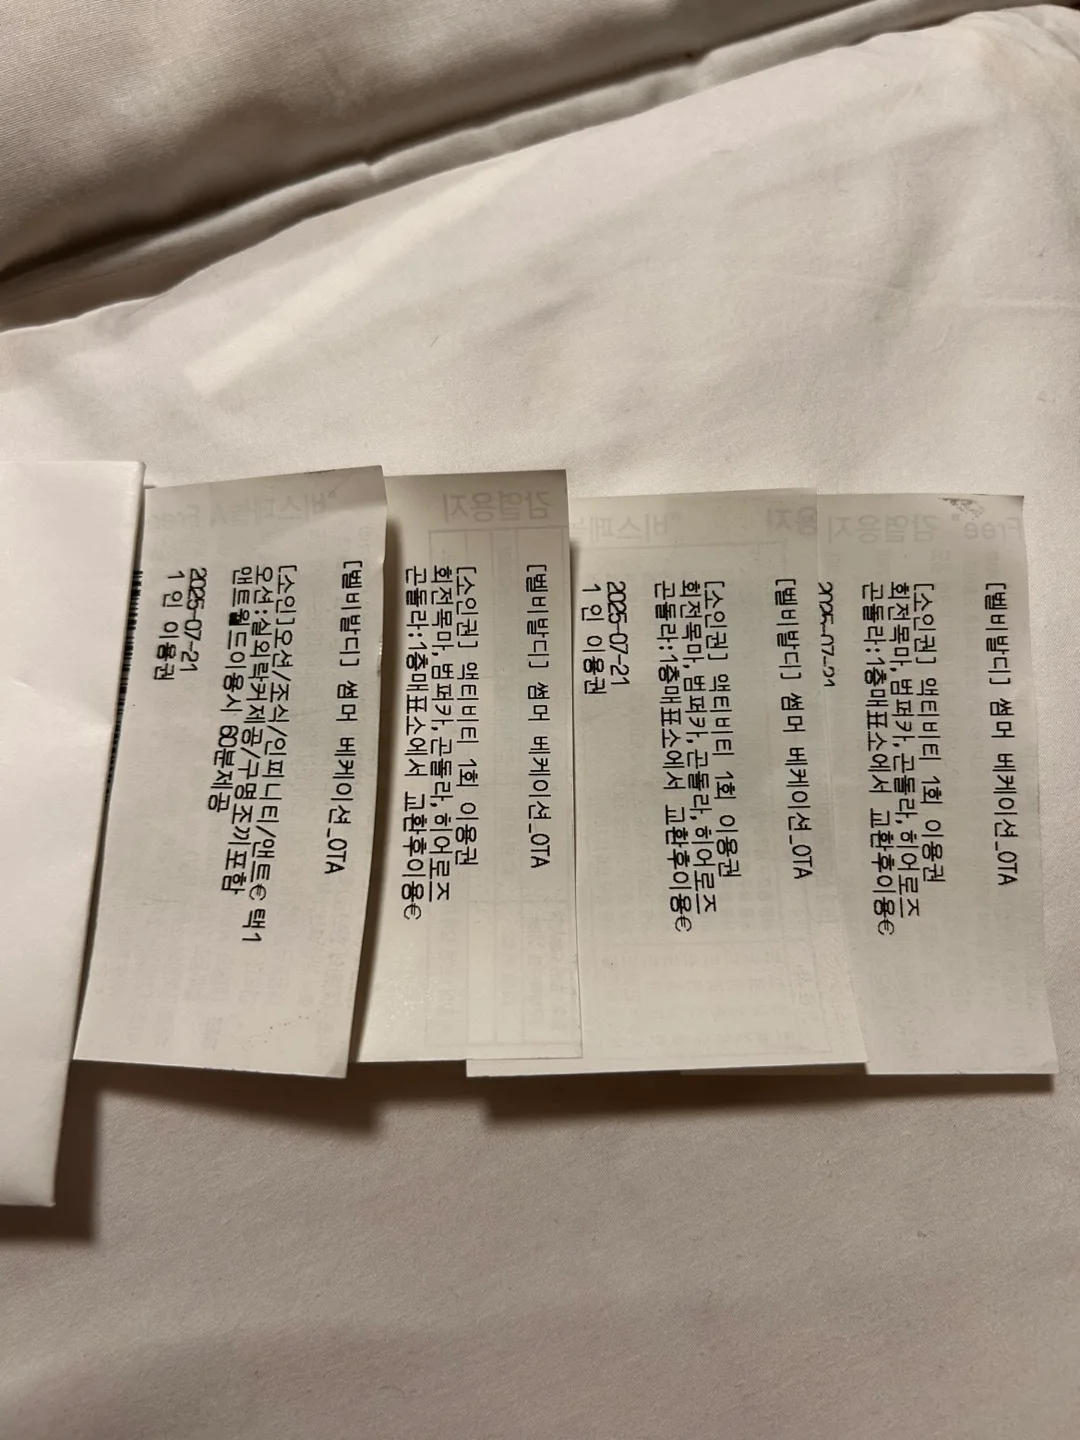 [벨비발디] 썸머 베케이션_OTA
[소인]오션/조식/인피니티/앤트€ 택1
오션:실외락커제공/구명조끼포함
앤트월드이용시 60분제공
2025-07-21
1 인 이용권
감열용지
[벨비발디] 썸머 베케이션_OTA
[소인권] 액티비티 1회 이용권
회전목마,범퍼카,곤돌라,히어로즈
곤돌라:1층매표소에서 교환후이용€
[벨비발디] 썸머 베케이션_OTA
[소인권] 액티비티 1회 이용권
회전목마,범퍼카,곤돌라,히어로즈
곤돌라:1층매표소에서 교환후이용€
2025-07-21
1 인 이용권
감열용지 Free
[벨비발디] 썸머 베케이션_OTA
[소인권] 액티비티 1회 이용권
회전목마,범퍼카,곤돌라,히어로즈
곤돌라:1층매표소에서 교환후이용€
2025-07-21